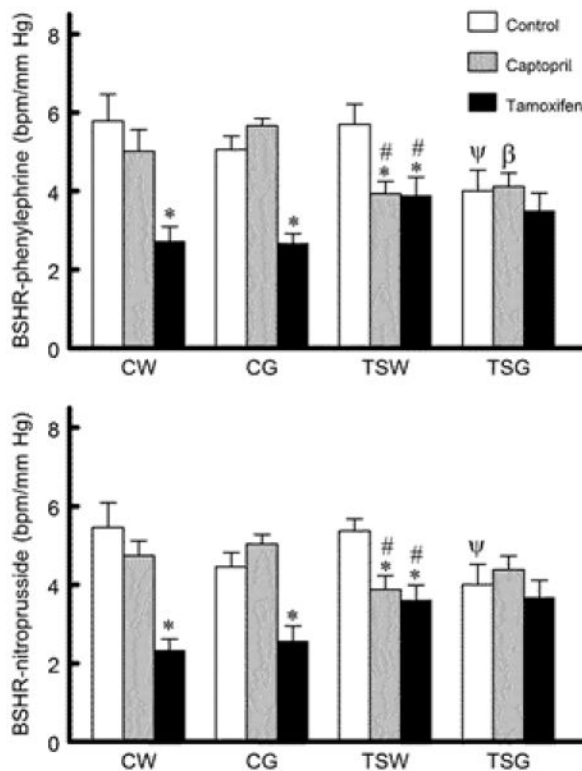 BSHR-phenylephrine (bpm/mm Hg)
8
6
4
2
0
Control
Captopril
Tamoxifen
*
*
#
*
#
*
ψ
β
CW CG TSW TSG
BSHR-nitroprusside (bpm/mm Hg)
8
6
4
2
0
*
*
#
*
#
*
ψ
CW CG TSW TSG